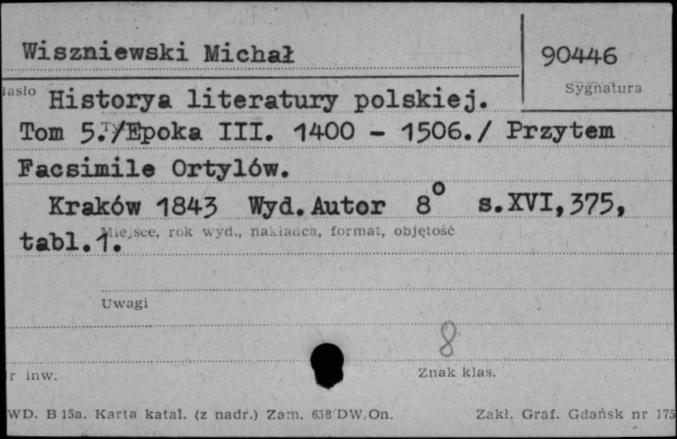 Wiszniewski Michał
90446
Sygnatura
Historya literatury polskiej.
Tom 5./Epoka III. 1400 - 1506./ Przytem
Facsimile Ortylów.
Kraków 1843 Wyd. Autor 8° s.XVI,375,
tabl.1.
Miejsce, rok wyd., nakładca, format, objętość
Uwagi
8
r inw.
Znak klas.
WD. B 15a. Karta katal. (z nadr.) Zam. 638 DW.On.
Zakł. Graf. Gdańsk nr 175